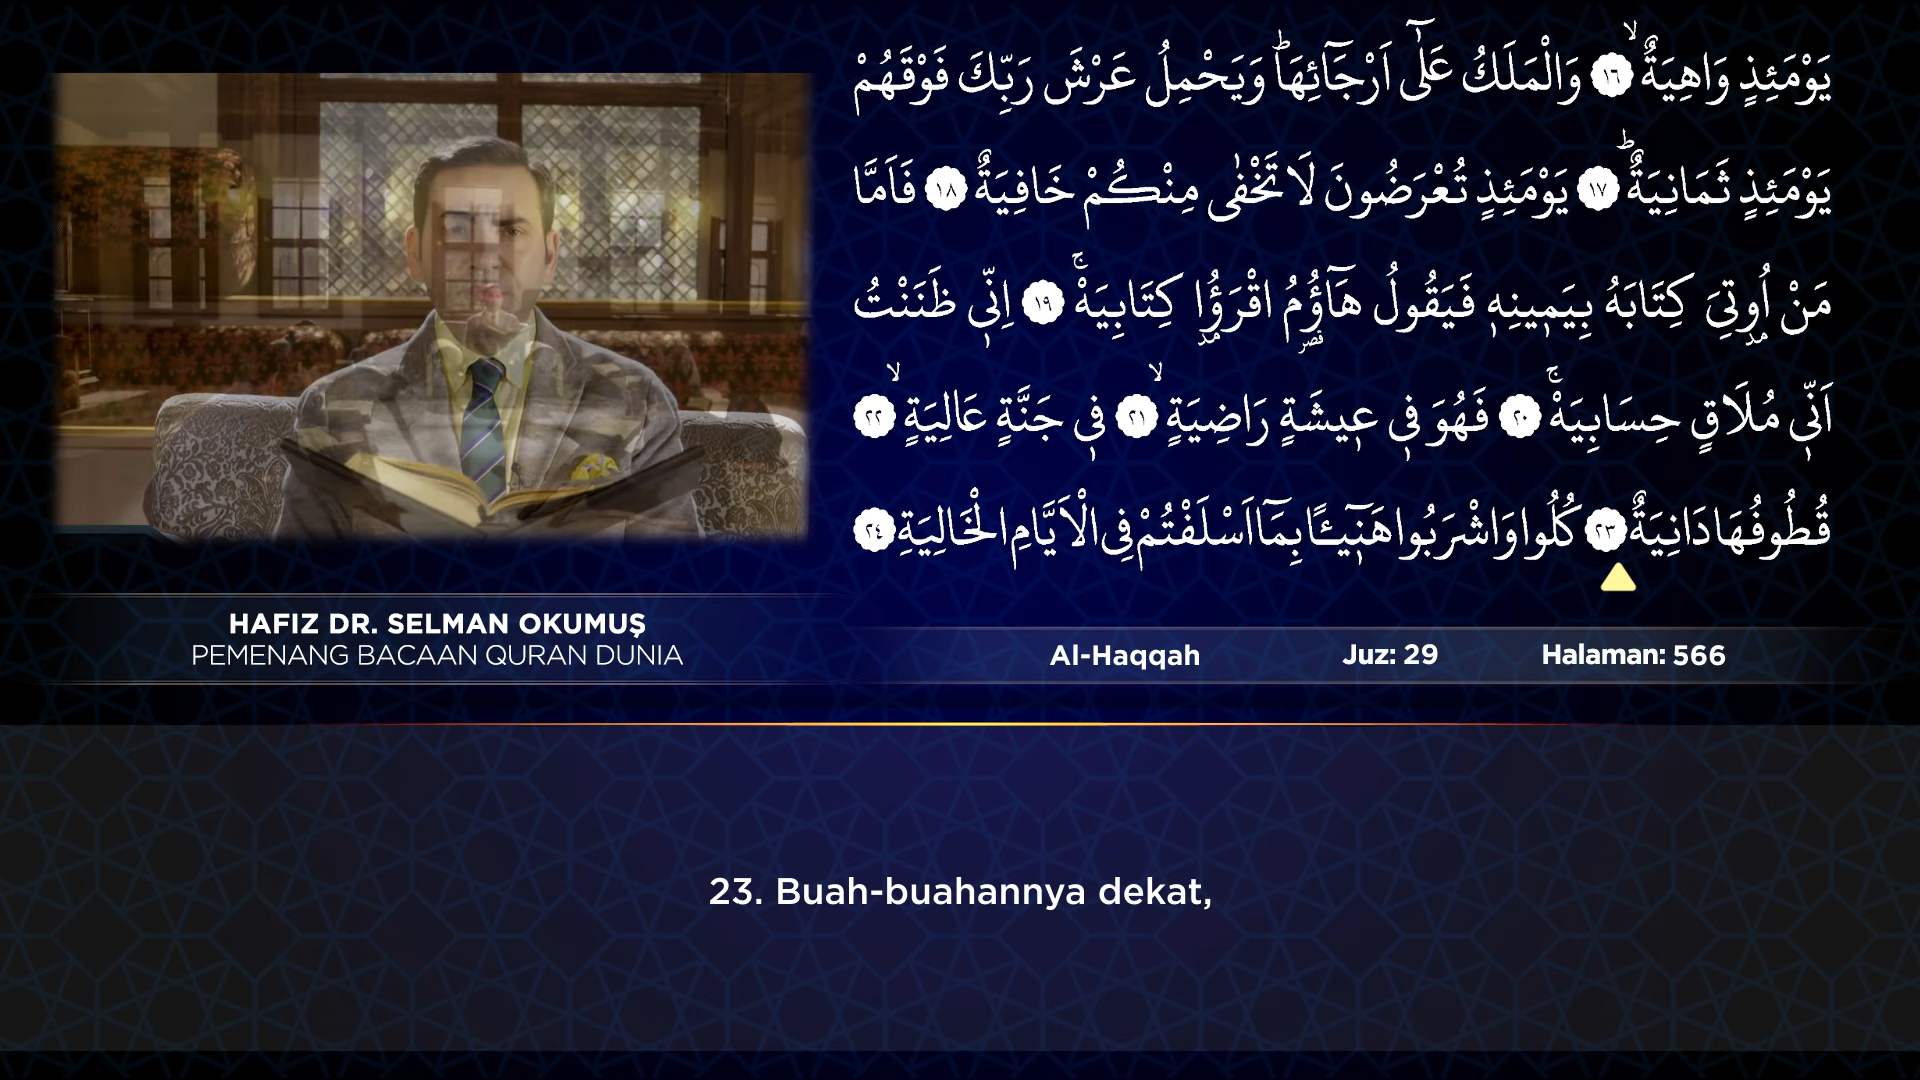 يَوْمَئِذٍ وَاهِيَةٌۙ ﴿١٦﴾ وَالْمَلَكُ عَلٰٓى اَرْجَٓائِهَاۜ وَيَحْمِلُ عَرْشَ رَبِّكَ فَوْقَهُمْ
يَوْمَئِذٍ ثَمَانِيَةٌۜ ﴿١٧﴾ يَوْمَئِذٍ تُعْرَضُونَ لَا تَخْفٰى مِنْكُمْ خَافِيَةٌ ﴿١٨﴾ فَاَمَّا
مَنْ اُو۫تِيَ كِتَابَهُ بِيَمٖينِهٖ فَيَقُولُ هَٓاؤُ۬مُ اقْرَؤُ۫ا كِتَابِيَهْۚ ﴿١٩﴾ اِنّٖي ظَنَنْتُ
اَنّٖي مُلَاقٍ حِسَابِيَهْۚ ﴿٢٠﴾ فَهُوَ فٖي عٖيشَةٍ رَاضِيَةٍۙ ﴿٢١﴾ فٖي جَنَّةٍ عَالِيَةٍۙ ﴿٢٢﴾
قُطُوفُهَا دَانِيَةٌ ﴿٢٣﴾ كُلُوا وَاشْرَبُوا هَنٖٓيـًٔا بِمَٓا اَسْلَفْتُمْ فِي الْاَيَّامِ الْخَالِيَةِ ﴿٢٤﴾
HAFIZ DR. SELMAN OKUMUŞ
PEMENANG BACAAN QURAN DUNIA
Al-Haqqah Juz: 29 Halaman: 566
23. Buah-buahannya dekat,